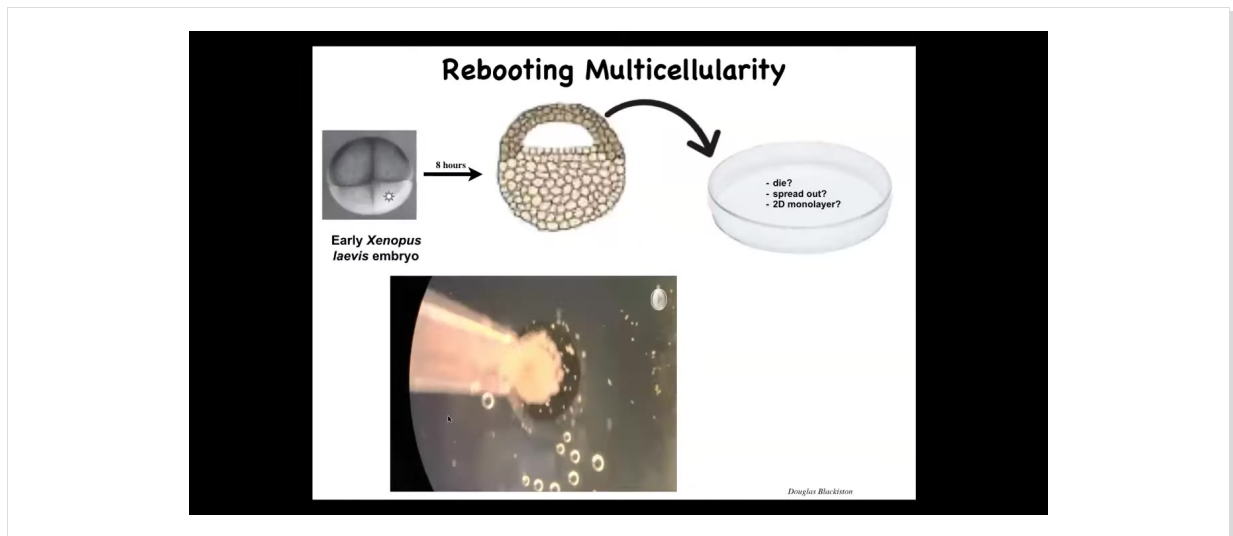 Rebooting Multicellularity
8 hours
- die?
- spread out?
- 2D monolayer?
Early Xenopus
laevis embryo
Douglas Blackiston